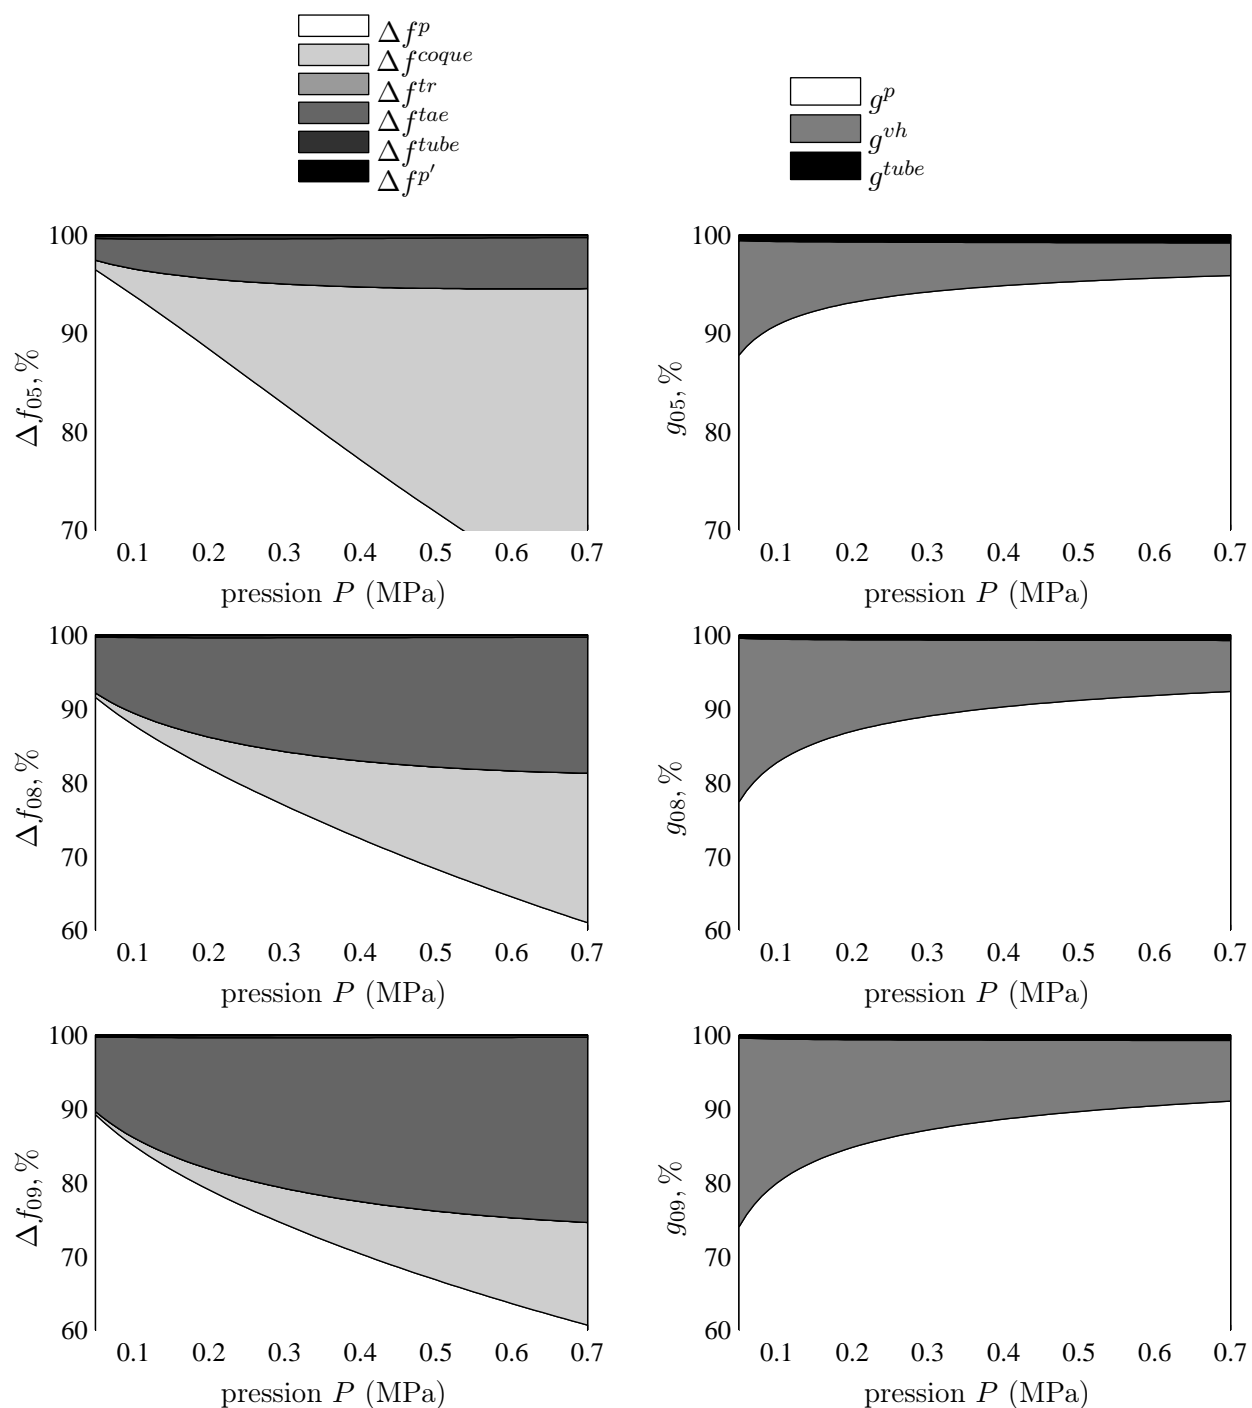 Δf^p
Δf^coque
Δf^tr
Δf^tae
Δf^tube
Δf^p′
g^p
g^vh
g^tube
Δf₀₅, %
100
90
80
70
0.1 0.2 0.3 0.4 0.5 0.6 0.7
pression P (MPa)
g₀₅, %
100
90
80
70
0.1 0.2 0.3 0.4 0.5 0.6 0.7
pression P (MPa)
Δf₀₈, %
100
90
80
70
60
0.1 0.2 0.3 0.4 0.5 0.6 0.7
pression P (MPa)
g₀₈, %
100
90
80
70
60
0.1 0.2 0.3 0.4 0.5 0.6 0.7
pression P (MPa)
Δf₀₉, %
100
90
80
70
60
0.1 0.2 0.3 0.4 0.5 0.6 0.7
pression P (MPa)
g₀₉, %
100
90
80
70
60
0.1 0.2 0.3 0.4 0.5 0.6 0.7
pression P (MPa)